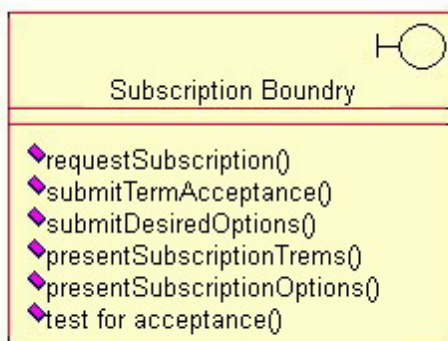 Subscription Boundry
requestSubscription()
submitTermAcceptance()
submitDesiredOptions()
presentSubscriptionTrems()
presentSubscriptionOptions()
test for acceptance()